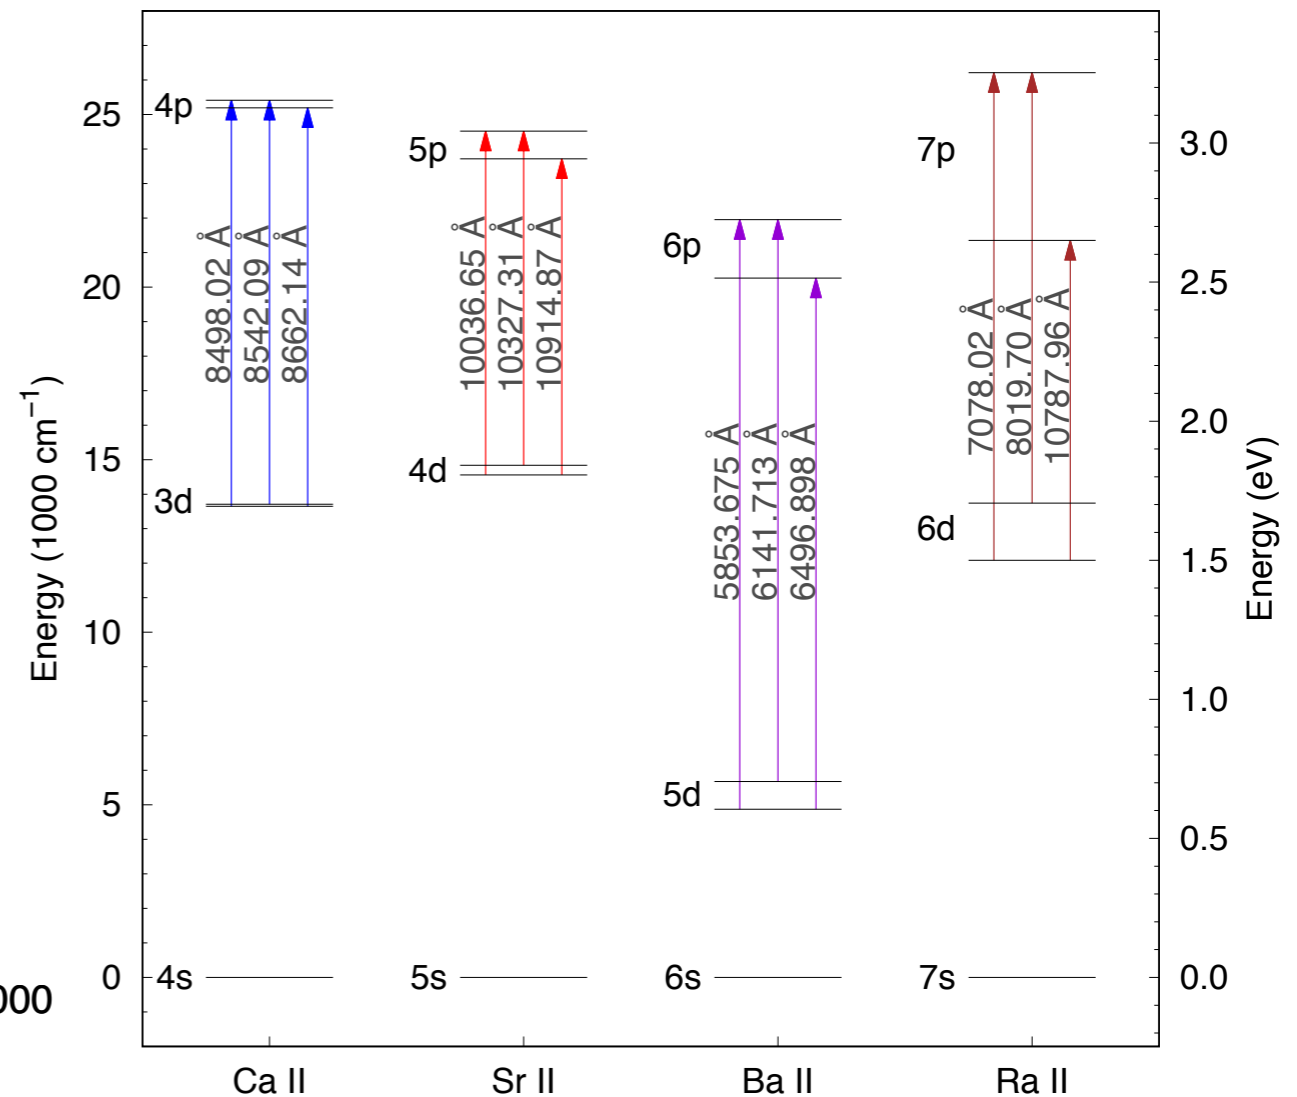 Energy (1000 cm−1)
25
20
15
10
5
0
000
4p
8498.02 Å
8542.09 Å
8662.14 Å
3d
4s
5p
10036.65 Å
10327.31 Å
10914.87 Å
4d
5s
6p
5853.675 Å
6141.713 Å
6496.898 Å
5d
6s
7p
7078.02 Å
8019.70 Å
10787.96 Å
6d
7s
3.0
2.5
2.0
1.5
1.0
0.5
0.0
Energy (eV)
Ca II
Sr II
Ba II
Ra II